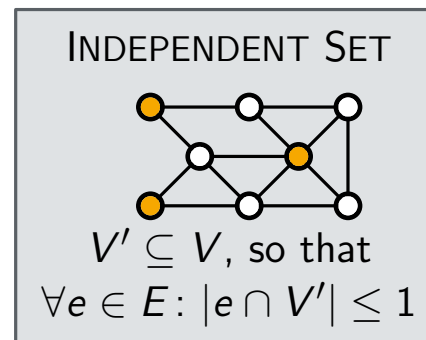 INDEPENDENT SET
V′ ⊆ V, so that
∀e ∈ E: |e ∩ V′| ≤ 1